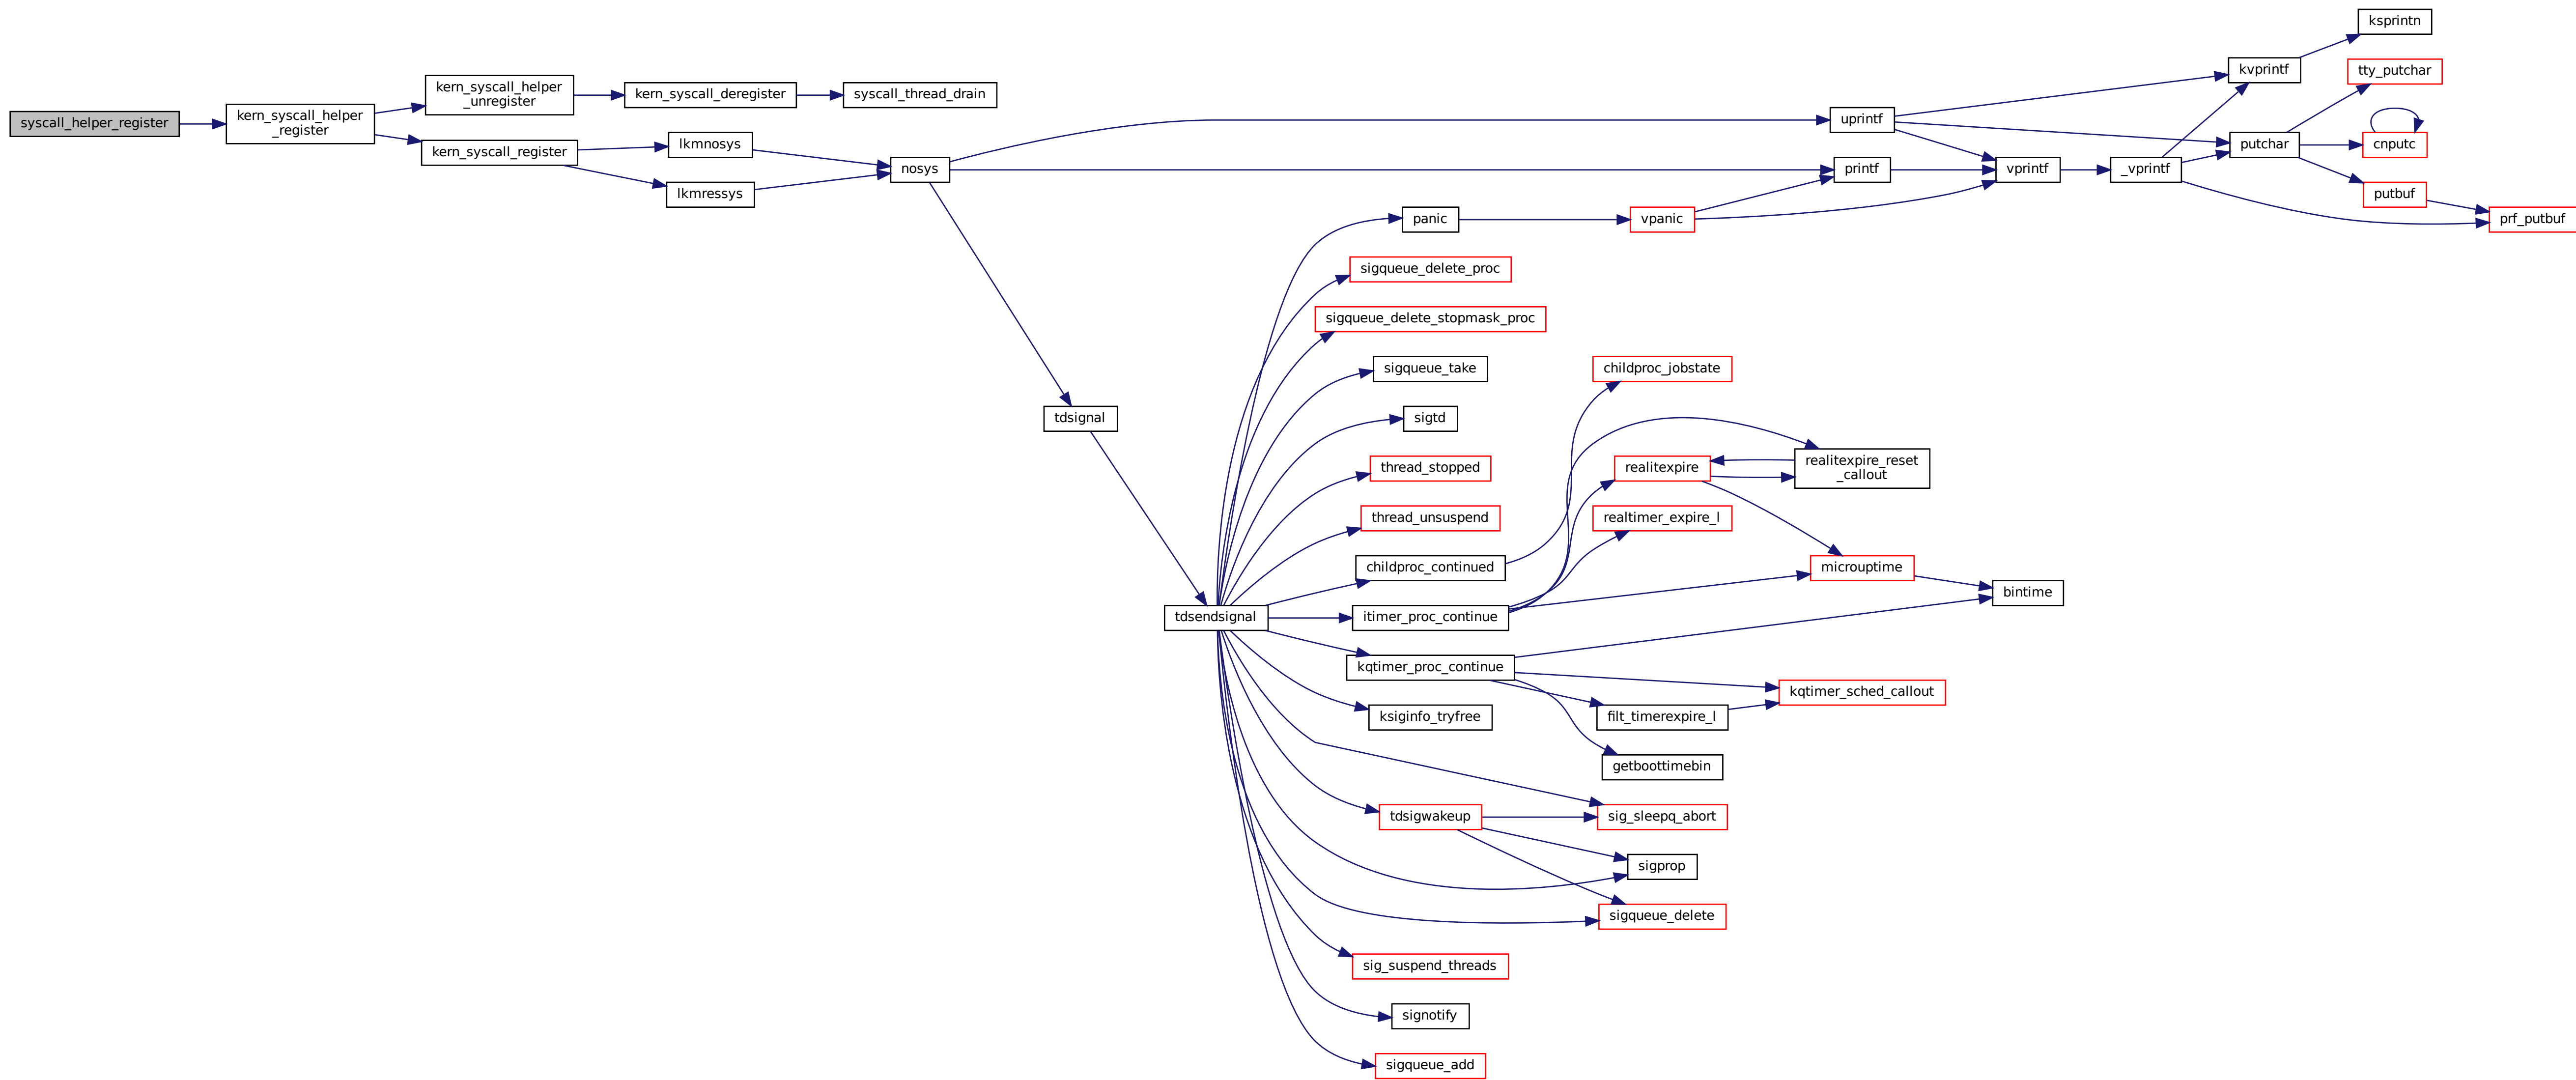 syscall_helper_register
kern_syscall_helper
_register
kern_syscall_helper
_unregister
kern_syscall_deregister
syscall_thread_drain
kern_syscall_register
lkmnosys
lkmressys
nosys
uprintf
printf
vprintf
_vprintf
kvprintf
ksprintn
putchar
tty_putchar
cnputc
putbuf
prf_putbuf
tdsignal
tdsendsignal
panic
vpanic
sigqueue_delete_proc
sigqueue_delete_stopmask_proc
sigqueue_take
sigtd
thread_stopped
thread_unsuspend
childproc_continued
childproc_jobstate
itimer_proc_continue
realitexpire
realitexpire_reset
_callout
realtimer_expire_l
microuptime
bintime
kqtimer_proc_continue
kqtimer_sched_callout
filt_timerexpire_l
getboottimebin
ksiginfo_tryfree
tdsigwakeup
sig_sleepq_abort
sigprop
sigqueue_delete
sig_suspend_threads
signotify
sigqueue_add